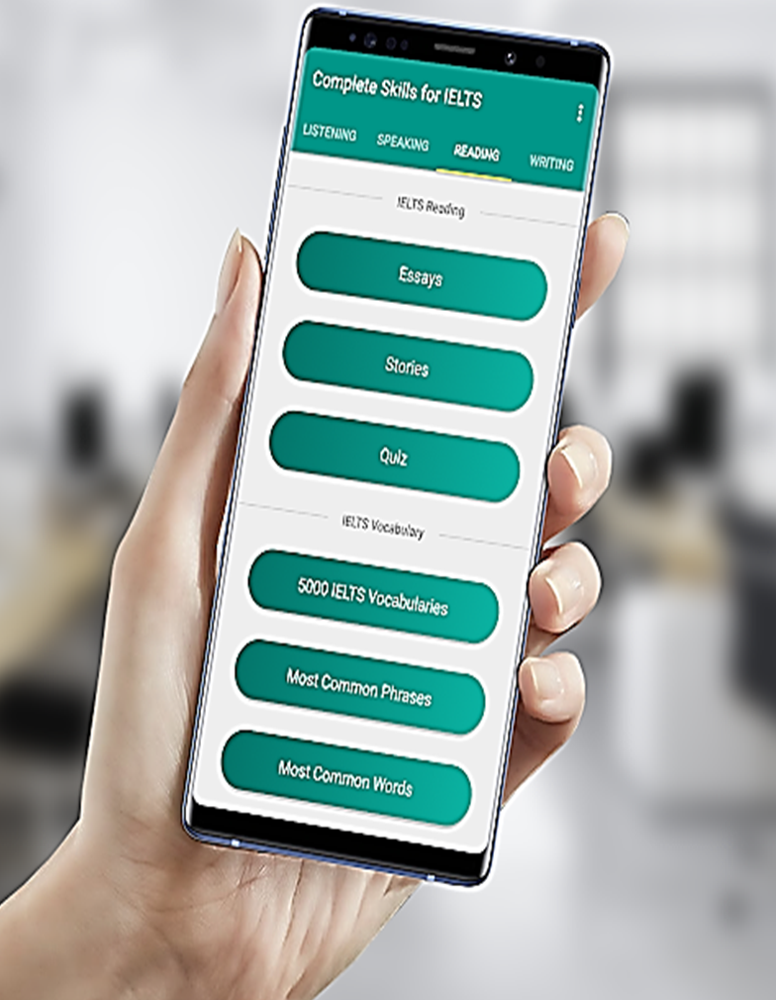 Complete Skills for IELTS
LISTENING SPEAKING READING WRITING
IELTS Reading
Essays
Stories
Quiz
IELTS Vocabulary
5000 IELTS Vocabularies
Most Common Phrases
Most Common Words